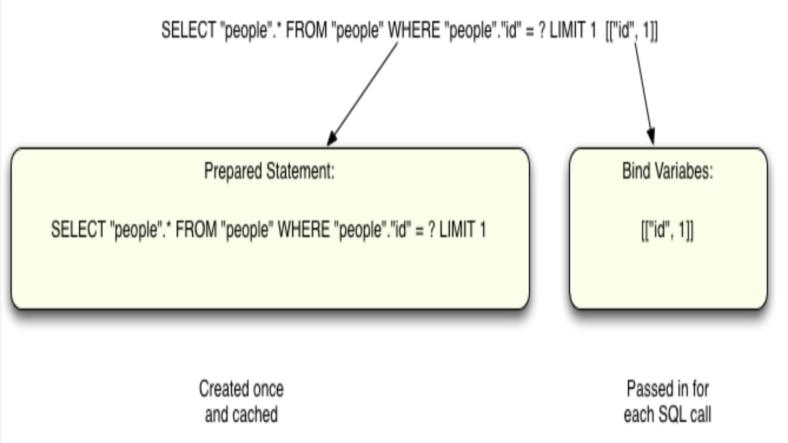 SELECT "people".* FROM "people" WHERE "people"."id" = ? LIMIT 1 [["id", 1]]
Prepared Statement:
SELECT "people".* FROM "people" WHERE "people"."id" = ? LIMIT 1
Bind Variabes:
[["id", 1]]
Created once
and cached
Passed in for
each SQL call